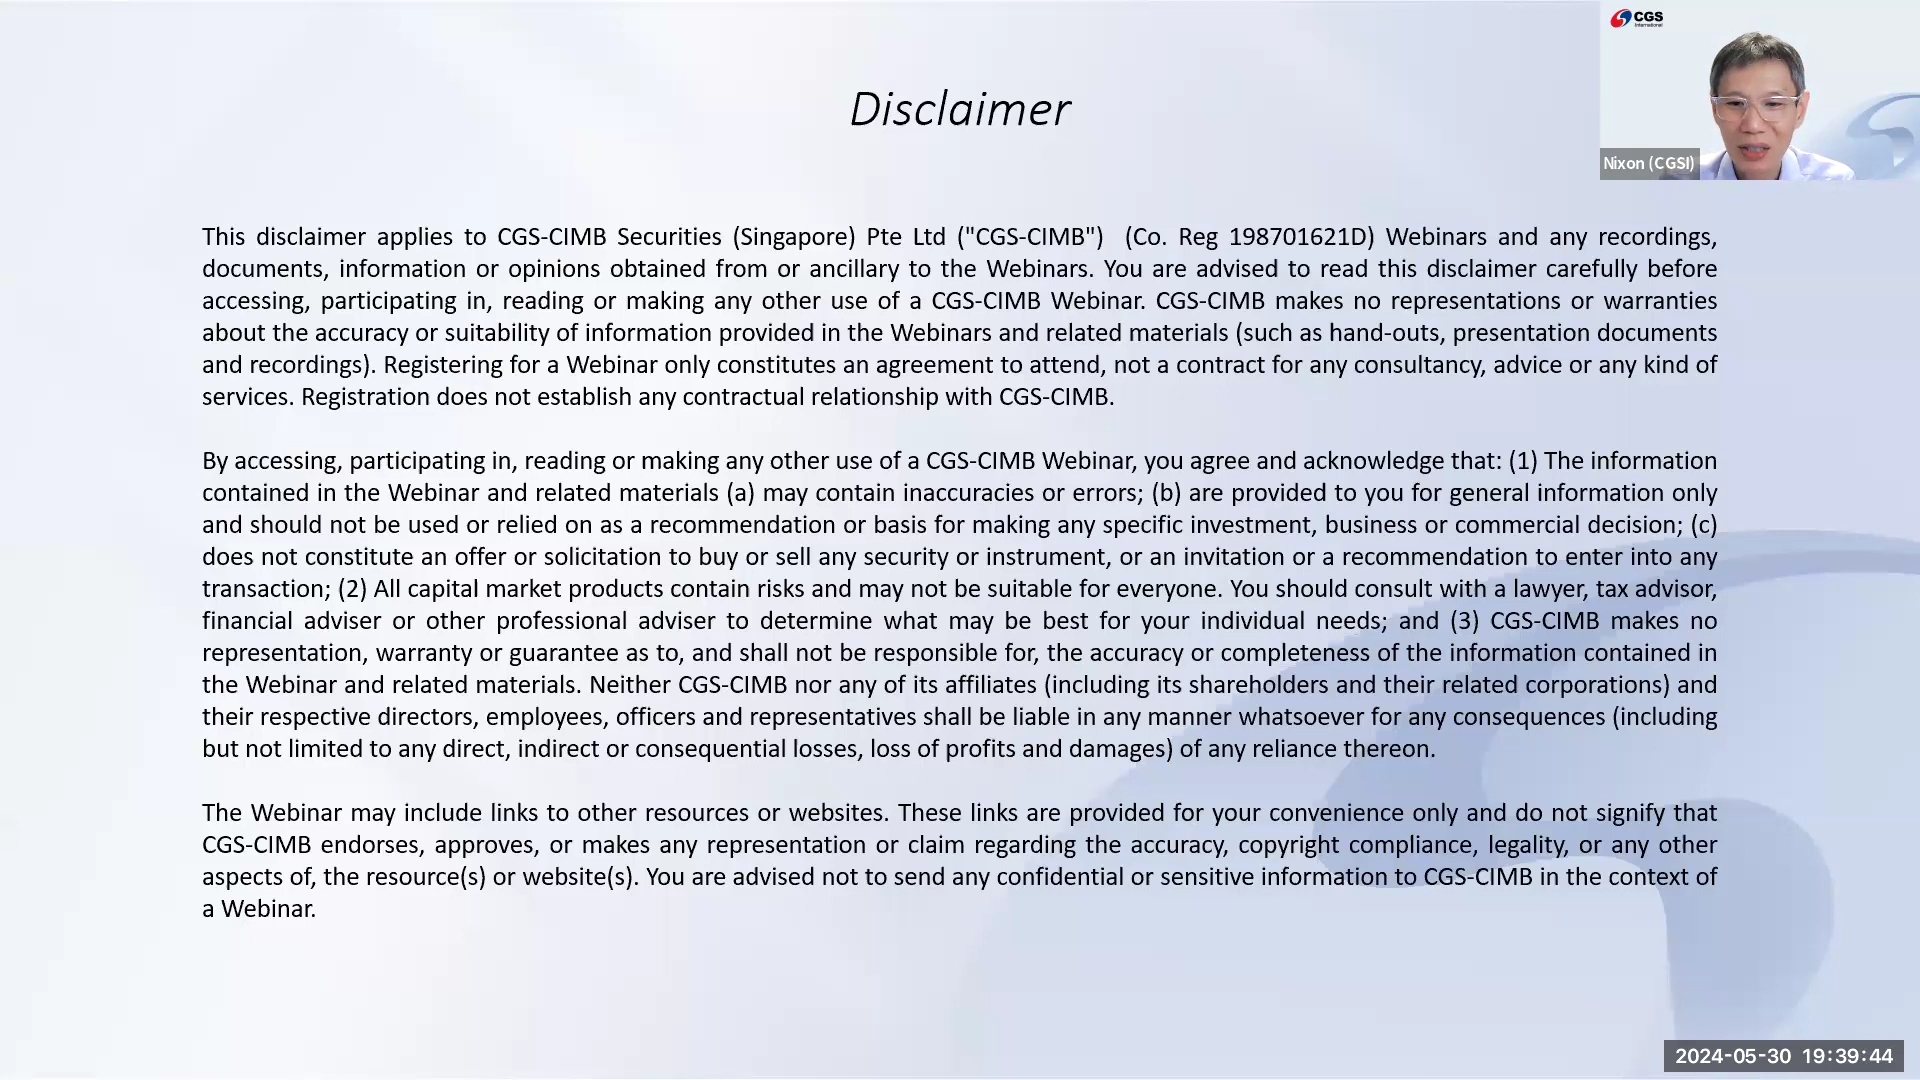 CGS
International
Disclaimer
Nixon (CGSI)
This disclaimer applies to CGS-CIMB Securities (Singapore) Pte Ltd ("CGS-CIMB") (Co. Reg 198701621D) Webinars and any recordings,
documents, information or opinions obtained from or ancillary to the Webinars. You are advised to read this disclaimer carefully before
accessing, participating in, reading or making any other use of a CGS-CIMB Webinar. CGS-CIMB makes no representations or warranties
about the accuracy or suitability of information provided in the Webinars and related materials (such as hand-outs, presentation documents
and recordings). Registering for a Webinar only constitutes an agreement to attend, not a contract for any consultancy, advice or any kind of
services. Registration does not establish any contractual relationship with CGS-CIMB.
By accessing, participating in, reading or making any other use of a CGS-CIMB Webinar, you agree and acknowledge that: (1) The information
contained in the Webinar and related materials (a) may contain inaccuracies or errors; (b) are provided to you for general information only
and should not be used or relied on as a recommendation or basis for making any specific investment, business or commercial decision; (c)
does not constitute an offer or solicitation to buy or sell any security or instrument, or an invitation or a recommendation to enter into any
transaction; (2) All capital market products contain risks and may not be suitable for everyone. You should consult with a lawyer, tax advisor,
financial adviser or other professional adviser to determine what may be best for your individual needs; and (3) CGS-CIMB makes no
representation, warranty or guarantee as to, and shall not be responsible for, the accuracy or completeness of the information contained in
the Webinar and related materials. Neither CGS-CIMB nor any of its affiliates (including its shareholders and their related corporations) and
their respective directors, employees, officers and representatives shall be liable in any manner whatsoever for any consequences (including
but not limited to any direct, indirect or consequential losses, loss of profits and damages) of any reliance thereon.
The Webinar may include links to other resources or websites. These links are provided for your convenience only and do not signify that
CGS-CIMB endorses, approves, or makes any representation or claim regarding the accuracy, copyright compliance, legality, or any other
aspects of, the resource(s) or website(s). You are advised not to send any confidential or sensitive information to CGS-CIMB in the context of
a Webinar.
2024-05-30 19:39:44